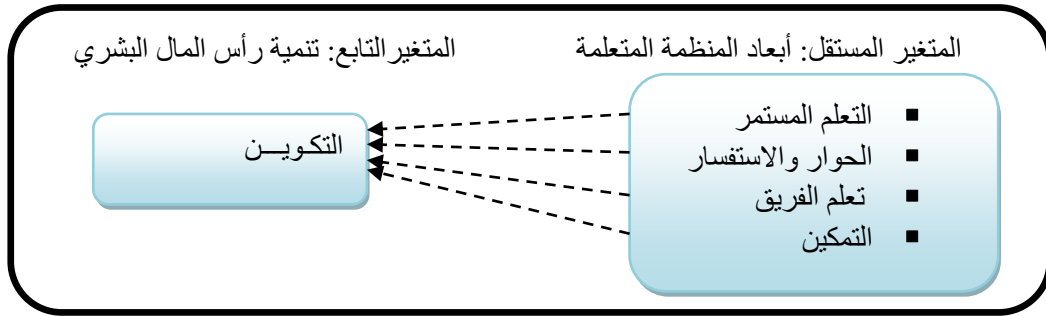 المتغير المستقل: أبعاد المنظمة المتعلمة
المتغير التابع: تنمية رأس المال البشري
▪ التعلم المستمر
▪ الحوار والاستفسار
▪ تعلم الفريق
▪ التمكين
التكويــن